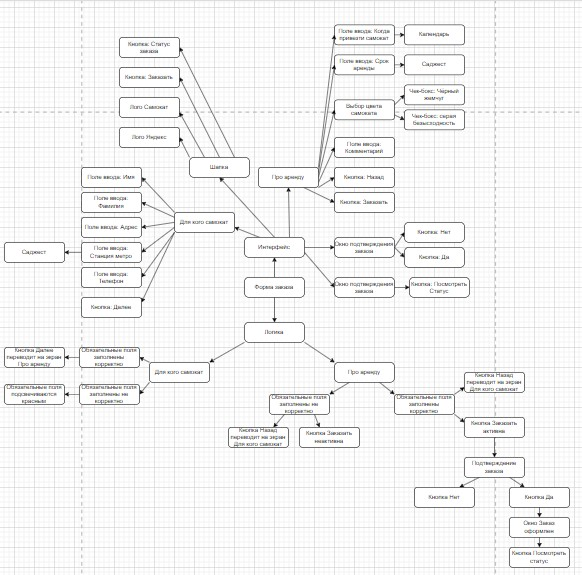 Кнопка: Статус
заказа
Кнопка: Заказать
Лого Самокат
Лого Яндекс
Шапка
Поле ввода: Когда
привезти самокат
Календарь
Поле ввода: Срок
аренды
Саджест
Выбор цвета
самоката
Чек-бокс: Черный
жемчуг
Чек-бокс: серая
безысходность
Поле ввода:
Комментарий
Про аренду
Кнопка: Назад
Кнопка: Заказать
Поле ввода: Имя
Поле ввода:
Фамилия
Поле ввода: Адрес
Для кого самокат
Саджест
Поле ввода:
Станция метро
Поле ввода:
Телефон
Кнопка: Далее
Интерфейс
Окно подтверждения
заказа
Кнопка: Нет
Кнопка: Да
Форма заказа
Окно подтверждения
заказа
Кнопка: Посмотреть
Статус
Логика
Кнопка Далее
переводит на экран
Про аренду
Обязательные поля
заполнены
корректно
Для кого самокат
Обязательные поля
подсвечиваются
красным
Обязательные поля
заполнены не
корректно
Про аренду
Обязательные поля
заполнены не
корректно
Обязательные поля
заполнены
корректно
Кнопка Назад
переводит на экран
Для кого самокат
Кнопка Назад
переводит на экран
Для кого самокат
Кнопка Заказать
неактивна
Кнопка Заказать
активна
Подтверждение
заказа
Кнопка Нет
Кнопка Да
Окно Заказ
оформлен
Кнопка Посмотреть
статус